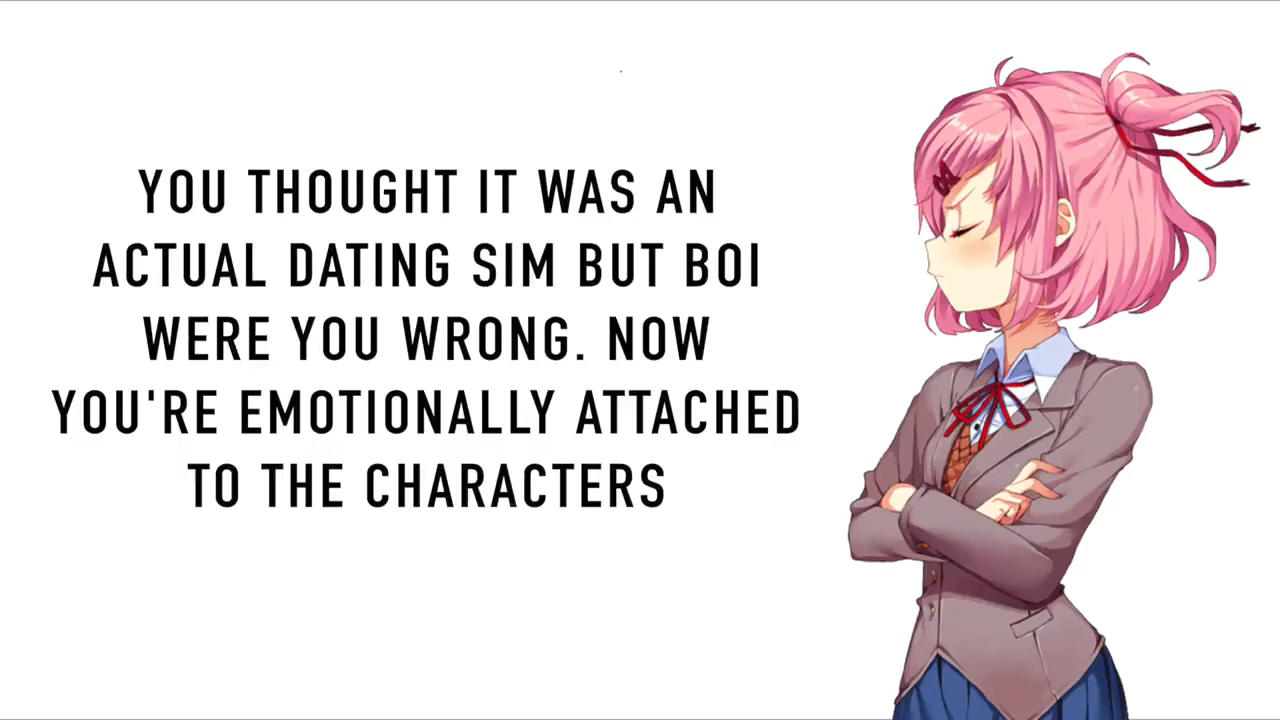 YOU THOUGHT IT WAS AN
ACTUAL DATING SIM BUT BOI
WERE YOU WRONG. NOW
YOU'RE EMOTIONALLY ATTACHED
TO THE CHARACTERS